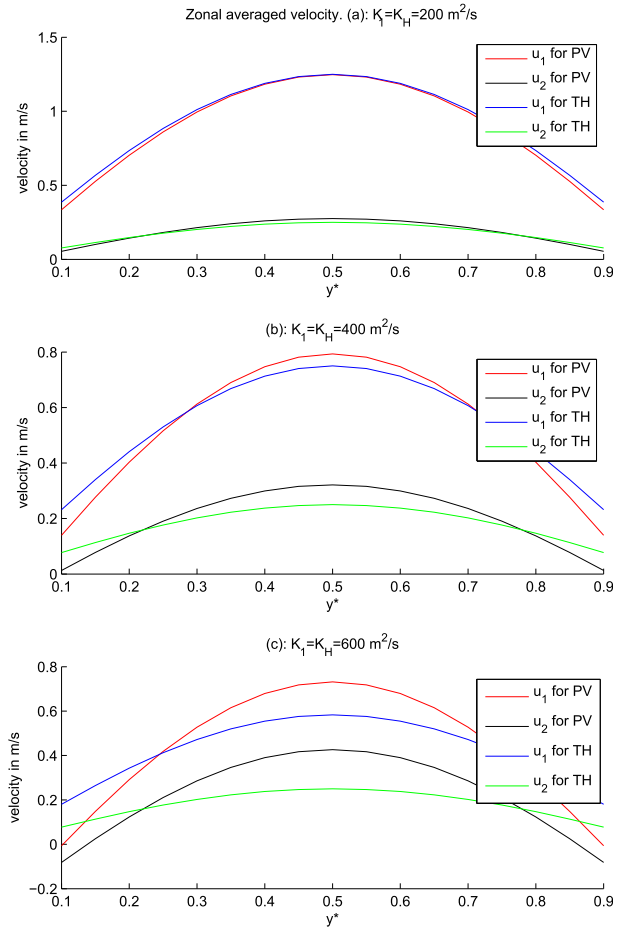 Zonal averaged velocity. (a): K₁=K_H=200 m²/s
1.5
1
0.5
0
velocity in m/s
0.1 0.2 0.3 0.4 0.5 0.6 0.7 0.8 0.9
y*
u₁ for PV
u₂ for PV
u₁ for TH
u₂ for TH
(b): K₁=K_H=400 m²/s
0.8
0.6
0.4
0.2
0
velocity in m/s
0.1 0.2 0.3 0.4 0.5 0.6 0.7 0.8 0.9
y*
u₁ for PV
u₂ for PV
u₁ for TH
u₂ for TH
(c): K₁=K_H=600 m²/s
0.8
0.6
0.4
0.2
0
−0.2
velocity in m/s
0.1 0.2 0.3 0.4 0.5 0.6 0.7 0.8 0.9
y*
u₁ for PV
u₂ for PV
u₁ for TH
u₂ for TH